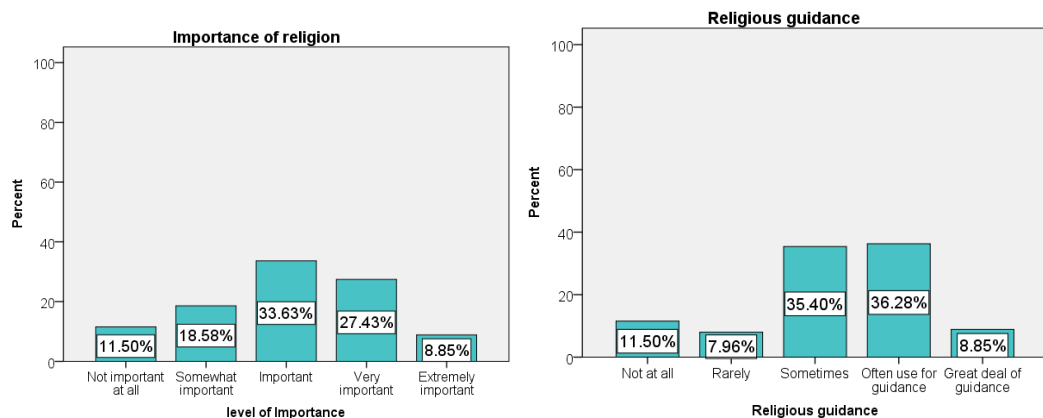 Importance of religion
100
80
60
40
20
0
Percent
11.50%
18.58%
33.63%
27.43%
8.85%
Not important
at all
Somewhat
important
Important
Very
important
Extremely
important
level of Importance
Religious guidance
100
80
60
40
20
0
Percent
11.50%
7.96%
35.40%
36.28%
8.85%
Not at all
Rarely
Sometimes
Often use for
guidance
Great deal of
guidance
Religious guidance